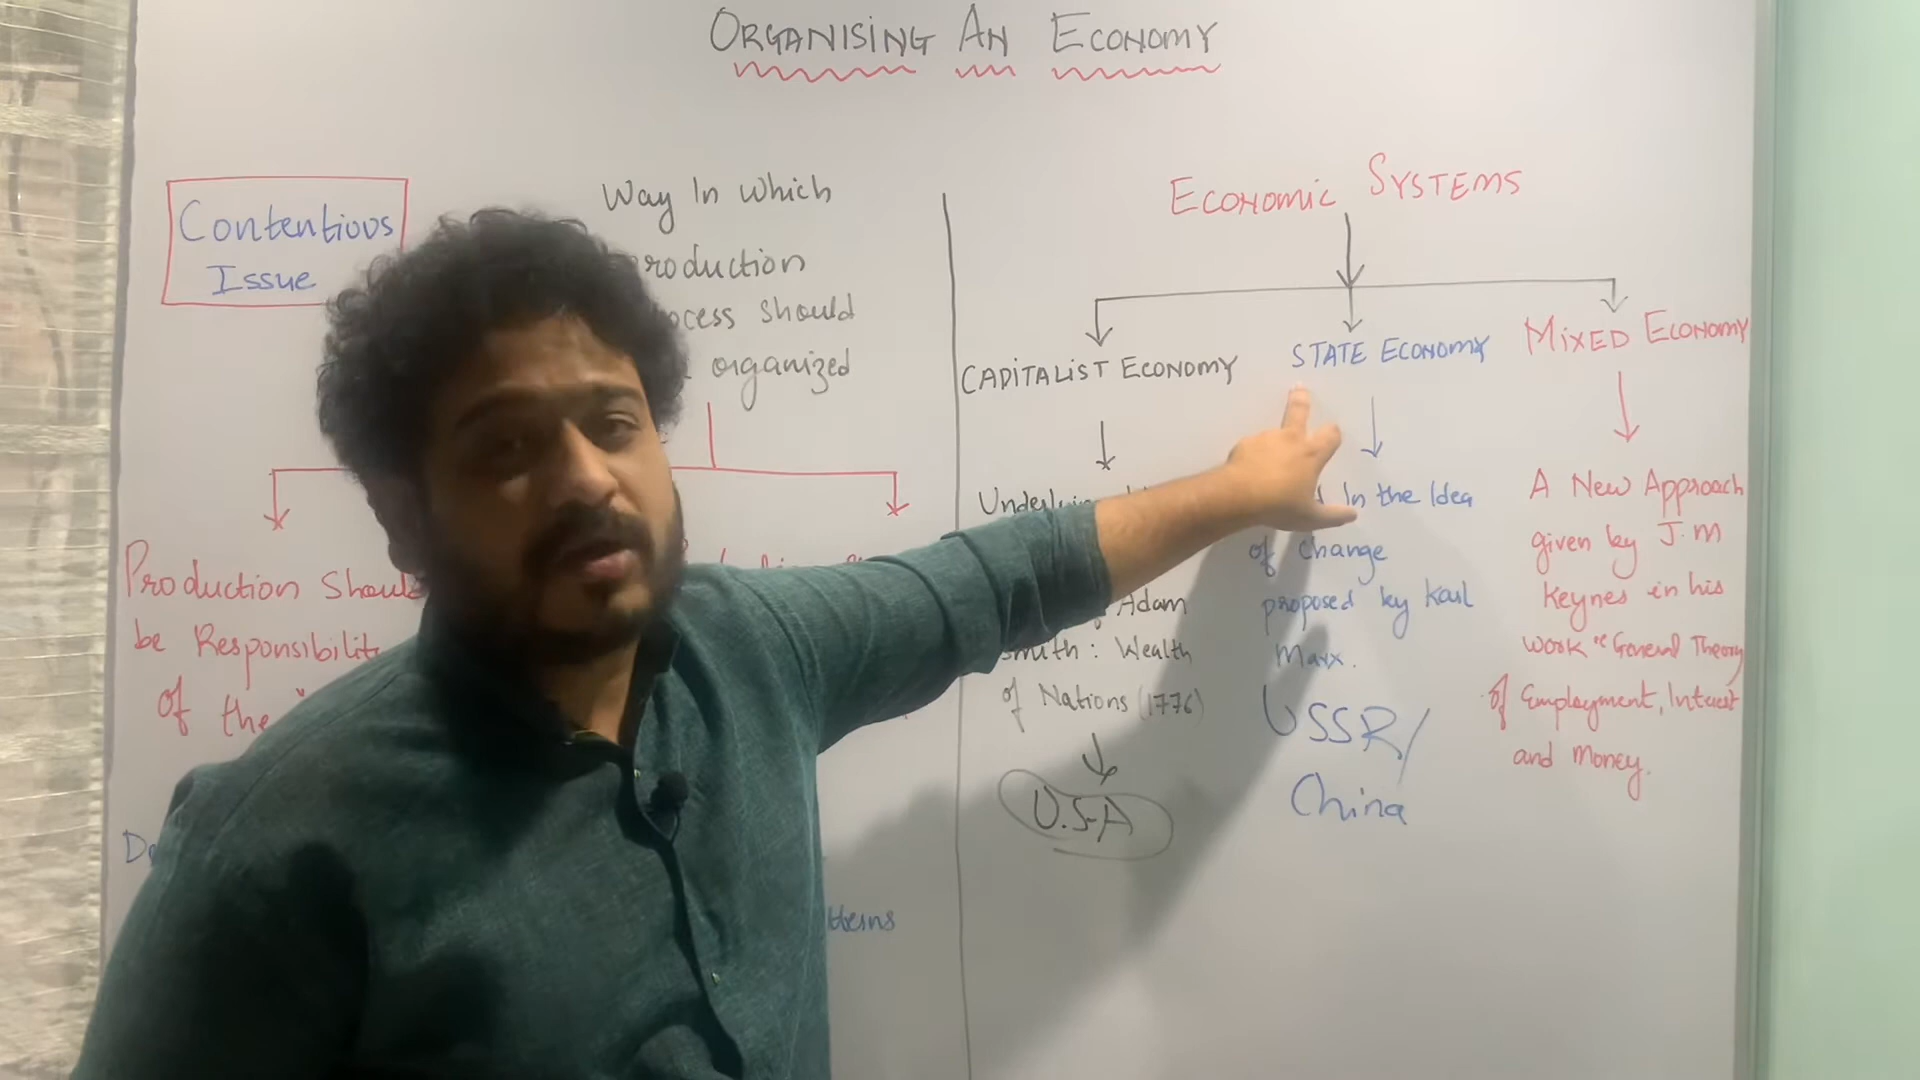 ORGANISING AN ECONOMY
Contentious
Issue
Way In Which
roduction
ocess should
organized
Production Should
be Responsibilit
of the
tterns
ECONOMIC SYSTEMS
CAPITALIST ECONOMY
Adam
smith: Wealth
of Nations (1776)
U.S.A
STATE ECONOMY
In the Idea
of change
proposed by Karl
Marx.
USSR/
China
MIXED ECONOMY
A New Approach
given by J.M
Keynes in his
work "General Theory
of Employment, Interest
and Money.